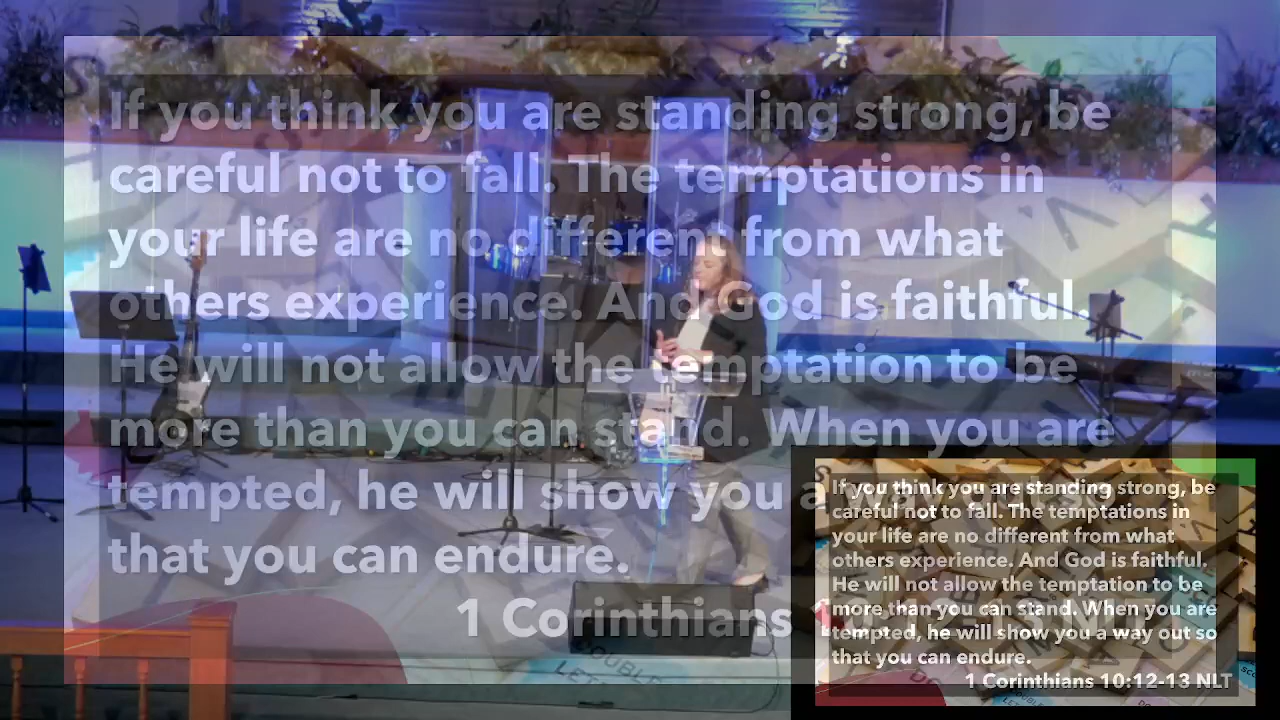 If you think you are standing strong, be
careful not to fall. The temptations in
your life are no different from what
others experience. And God is faithful.
He will not allow the temptation to be
more than you can stand. When you are
tempted, he will show you a
that you can endure.
1 Corinthians 1
If you think you are standing strong, be
careful not to fall. The temptations in
your life are no different from what
others experience. And God is faithful.
He will not allow the temptation to be
more than you can stand. When you are
tempted, he will show you a way out so
that you can endure.
1 Corinthians 10:12-13 NLT
DOUBLE